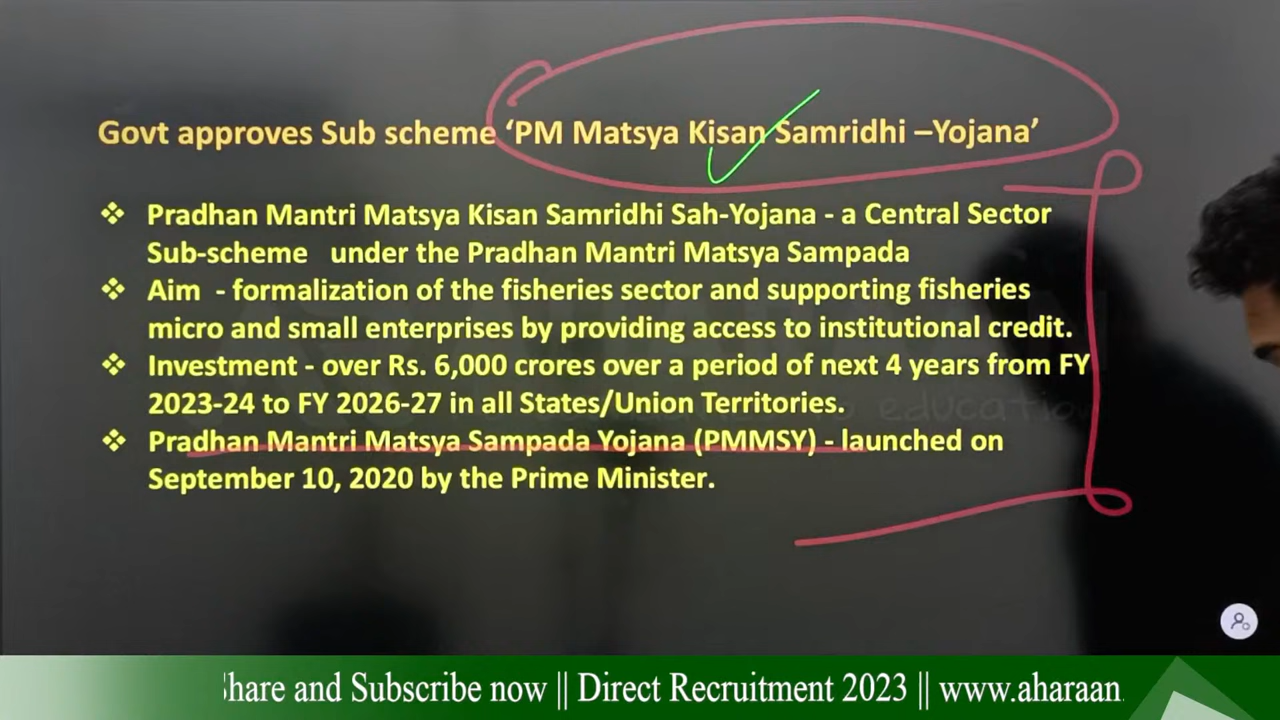 Govt approves Sub scheme ‘PM Matsya Kisan Samridhi –Yojana’
❖ Pradhan Mantri Matsya Kisan Samridhi Sah-Yojana - a Central Sector
Sub-scheme under the Pradhan Mantri Matsya Sampada
❖ Aim - formalization of the fisheries sector and supporting fisheries
micro and small enterprises by providing access to institutional credit.
❖ Investment - over Rs. 6,000 crores over a period of next 4 years from FY
2023-24 to FY 2026-27 in all States/Union Territories.
education
❖ Pradhan Mantri Matsya Sampada Yojana (PMMSY) - launched on
September 10, 2020 by the Prime Minister.
Share and Subscribe now || Direct Recruitment 2023 || www.aharaan.